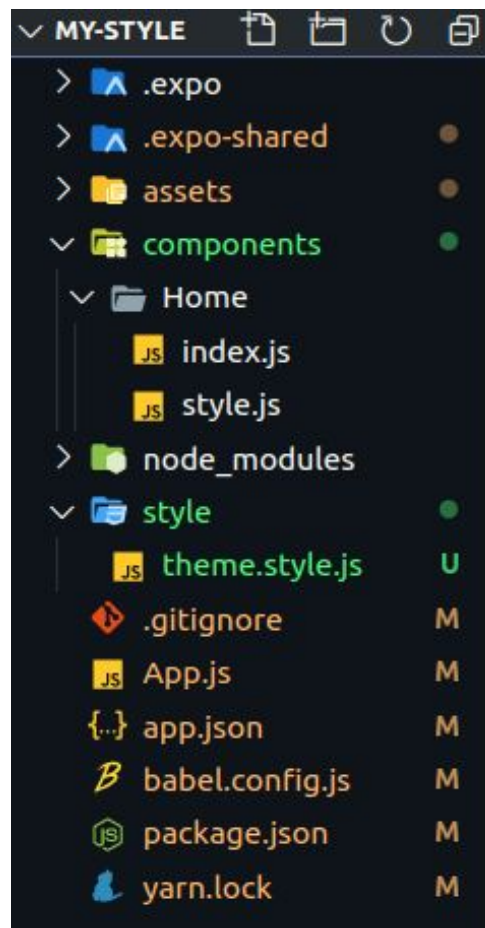 MY-STYLE
.expo
.expo-shared
assets
components
Home
JS index.js
JS style.js
node_modules
style
JS theme.style.js U
.gitignore M
JS App.js M
{...} app.json M
B babel.config.js M
JS package.json M
yarn.lock M